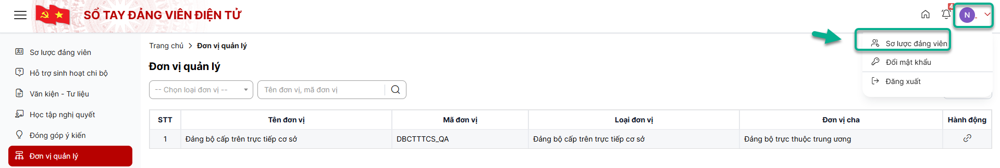 SỔ TAY ĐẢNG VIÊN ĐIỆN TỬ
4
N
Sơ lược đảng viên
Hỗ trợ sinh hoạt chi bộ
Văn kiện - Tư liệu
Học tập nghị quyết
Đóng góp ý kiến
Đơn vị quản lý
Trang chủ > Đơn vị quản lý
Đơn vị quản lý
-- Chọn loại đơn vị -- Tên đơn vị, mã đơn vị
Sơ lược đảng viên
Đổi mật khẩu
Đăng xuất
STT Tên đơn vị Mã đơn vị Loại đơn vị Đơn vị cha Hành động
1 Đảng bộ cấp trên trực tiếp cơ sở DBCTTTCS_QA Đảng bộ cấp trên trực tiếp cơ sở Đảng bộ trực thuộc trung ương